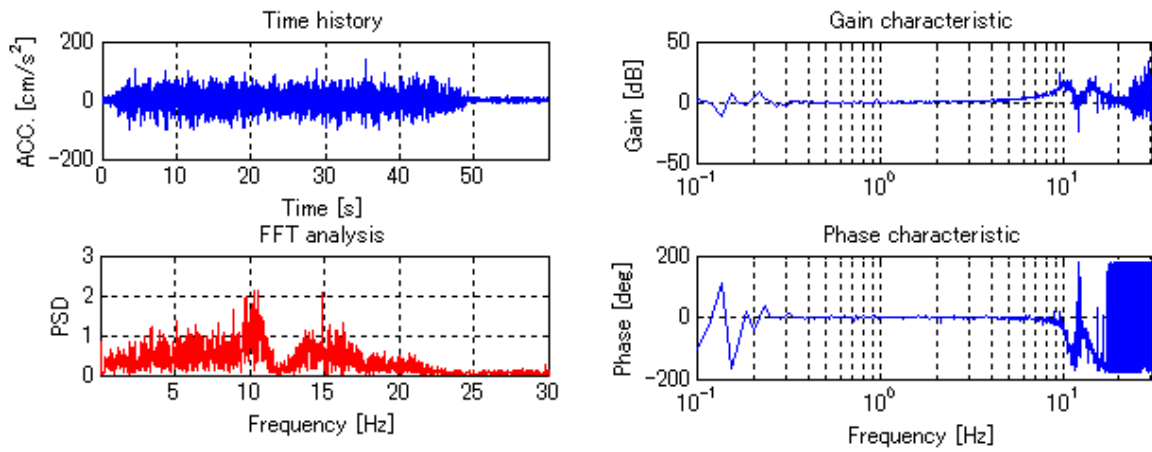 Time history
200
0
-200
ACC. [cm/s²]
0 10 20 30 40 50
Time [s]
Gain characteristic
50
0
-50
Gain [dB]
10⁻¹ 10⁰ 10¹
FFT analysis
3
2
1
0
PSD
5 10 15 20 25 30
Frequency [Hz]
Phase characteristic
200
0
-200
Phase [deg]
10⁻¹ 10⁰ 10¹
Frequency [Hz]